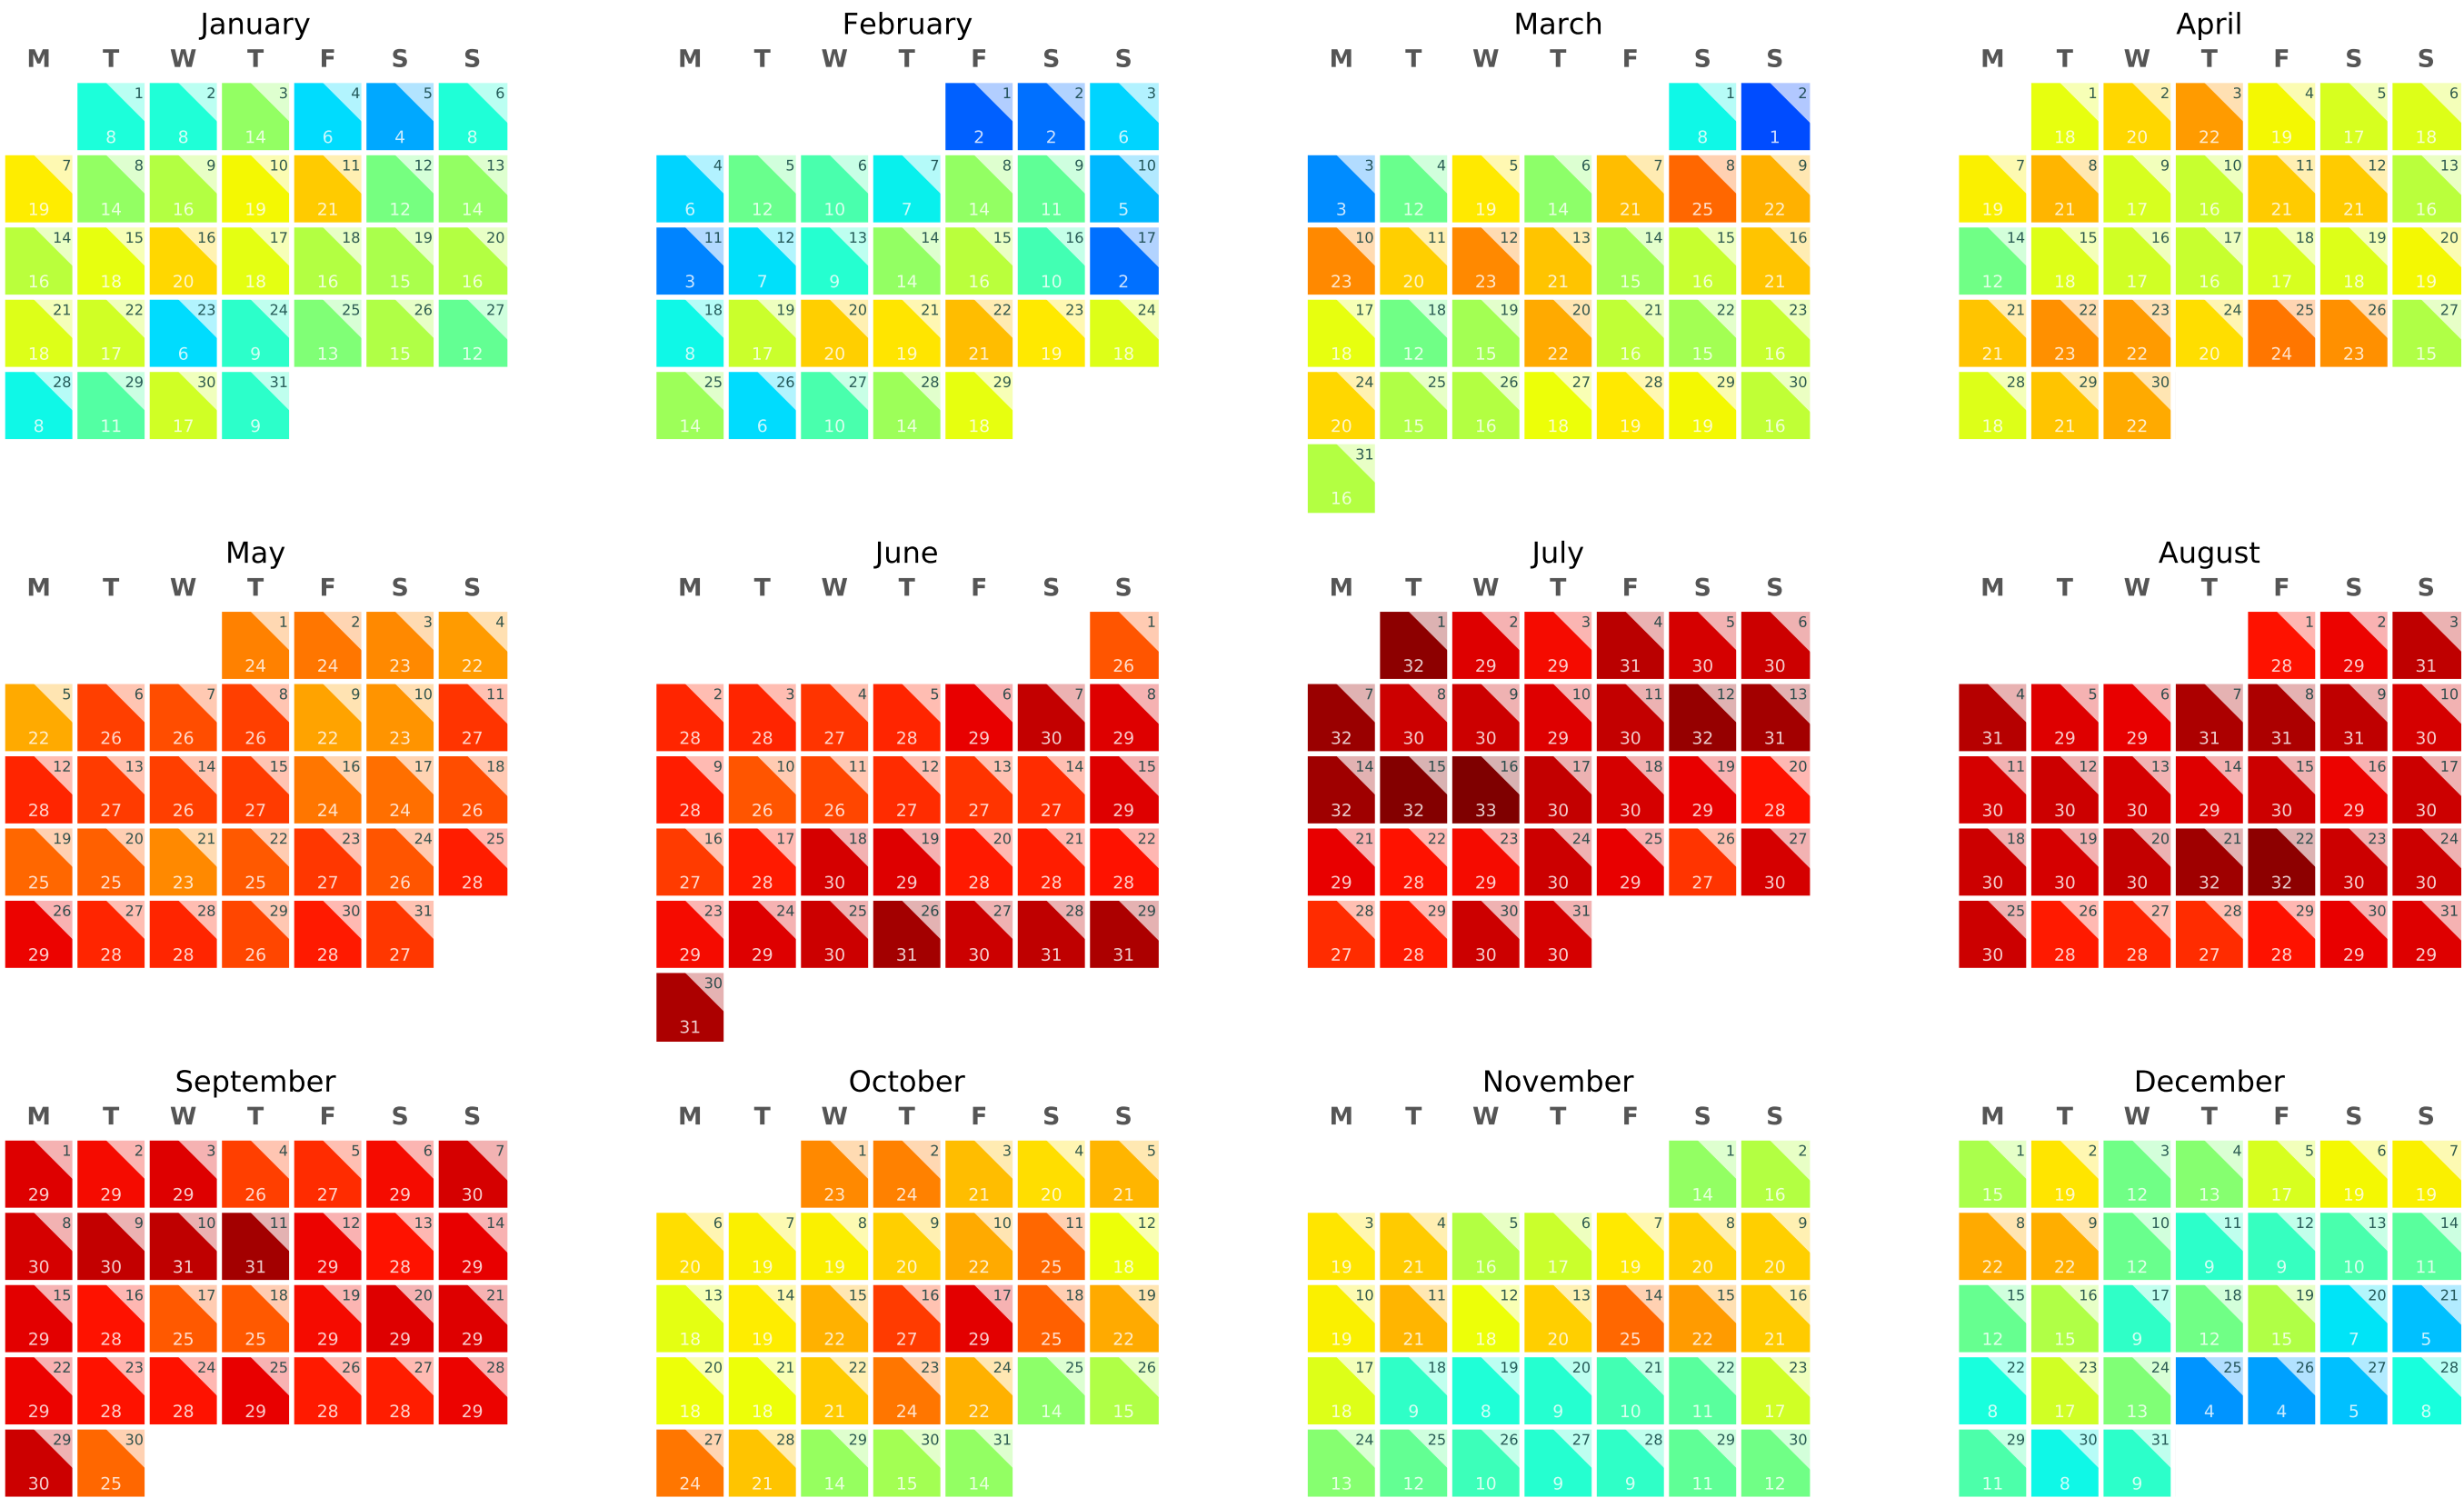 January February March April
M T W T F S S M T W T F S S M T W T F S S M T W T F S S
1 2 3 4 5 6 1 2 3 1 2 1 2 3 4 5 6
8 8 14 6 4 8 2 2 6 8 1 18 20 22 19 17 18
7 8 9 10 11 12 13 4 5 6 7 8 9 10 3 4 5 6 7 8 9 7 8 9 10 11 12 13
19 14 16 19 21 12 14 6 12 10 7 14 11 5 3 12 19 14 21 25 22 19 21 17 16 21 21 16
14 15 16 17 18 19 20 11 12 13 14 15 16 17 10 11 12 13 14 15 16 14 15 16 17 18 19 20
16 18 20 18 16 15 16 3 7 9 14 16 10 2 23 20 23 21 15 16 21 12 18 17 16 17 18 19
21 22 23 24 25 26 27 18 19 20 21 22 23 24 17 18 19 20 21 22 23 21 22 23 24 25 26 27
18 17 6 9 13 15 12 8 17 20 19 21 19 18 18 12 15 22 16 15 16 21 23 22 20 24 23 15
28 29 30 31 25 26 27 28 29 24 25 26 27 28 29 30 28 29 30
8 11 17 9 14 6 10 14 18 20 15 16 18 19 19 16 18 21 22
31
16
May June July August
M T W T F S S M T W T F S S M T W T F S S M T W T F S S
1 2 3 4 1 1 2 3 4 5 6 1 2 3
24 24 23 22 26 32 29 29 31 30 30 28 29 31
5 6 7 8 9 10 11 2 3 4 5 6 7 8 7 8 9 10 11 12 13 4 5 6 7 8 9 10
22 26 26 26 22 23 27 28 28 27 28 29 30 29 32 30 30 29 30 32 31 31 29 29 31 31 31 30
12 13 14 15 16 17 18 9 10 11 12 13 14 15 14 15 16 17 18 19 20 11 12 13 14 15 16 17
28 27 26 27 24 24 26 28 26 26 27 27 27 29 32 32 33 30 30 29 28 30 30 30 29 30 29 30
19 20 21 22 23 24 25 16 17 18 19 20 21 22 21 22 23 24 25 26 27 18 19 20 21 22 23 24
25 25 23 25 27 26 28 27 28 30 29 28 28 28 29 28 29 30 29 27 30 30 30 30 32 32 30 30
26 27 28 29 30 31 23 24 25 26 27 28 29 28 29 30 31 25 26 27 28 29 30 31
29 28 28 26 28 27 29 29 30 31 30 31 31 27 28 30 30 30 28 28 27 28 29 29
30
31
September October November December
M T W T F S S M T W T F S S M T W T F S S M T W T F S S
1 2 3 4 5 6 7 1 2 3 4 5 1 2 1 2 3 4 5 6 7
29 29 29 26 27 29 30 23 24 21 20 21 14 16 15 19 12 13 17 19 19
8 9 10 11 12 13 14 6 7 8 9 10 11 12 3 4 5 6 7 8 9 8 9 10 11 12 13 14
30 30 31 31 29 28 29 20 19 19 20 22 25 18 19 21 16 17 19 20 20 22 22 12 9 9 10 11
15 16 17 18 19 20 21 13 14 15 16 17 18 19 10 11 12 13 14 15 16 15 16 17 18 19 20 21
29 28 25 25 29 29 29 18 19 22 27 29 25 22 19 21 18 20 25 22 21 12 15 9 12 15 7 5
22 23 24 25 26 27 28 20 21 22 23 24 25 26 17 18 19 20 21 22 23 22 23 24 25 26 27 28
29 28 28 29 28 28 29 18 18 21 24 22 14 15 18 9 8 9 10 11 17 8 17 13 4 4 5 8
29 30 27 28 29 30 31 24 25 26 27 28 29 30 29 30 31
30 25 24 21 14 15 14 13 12 10 9 9 11 12 11 8 9